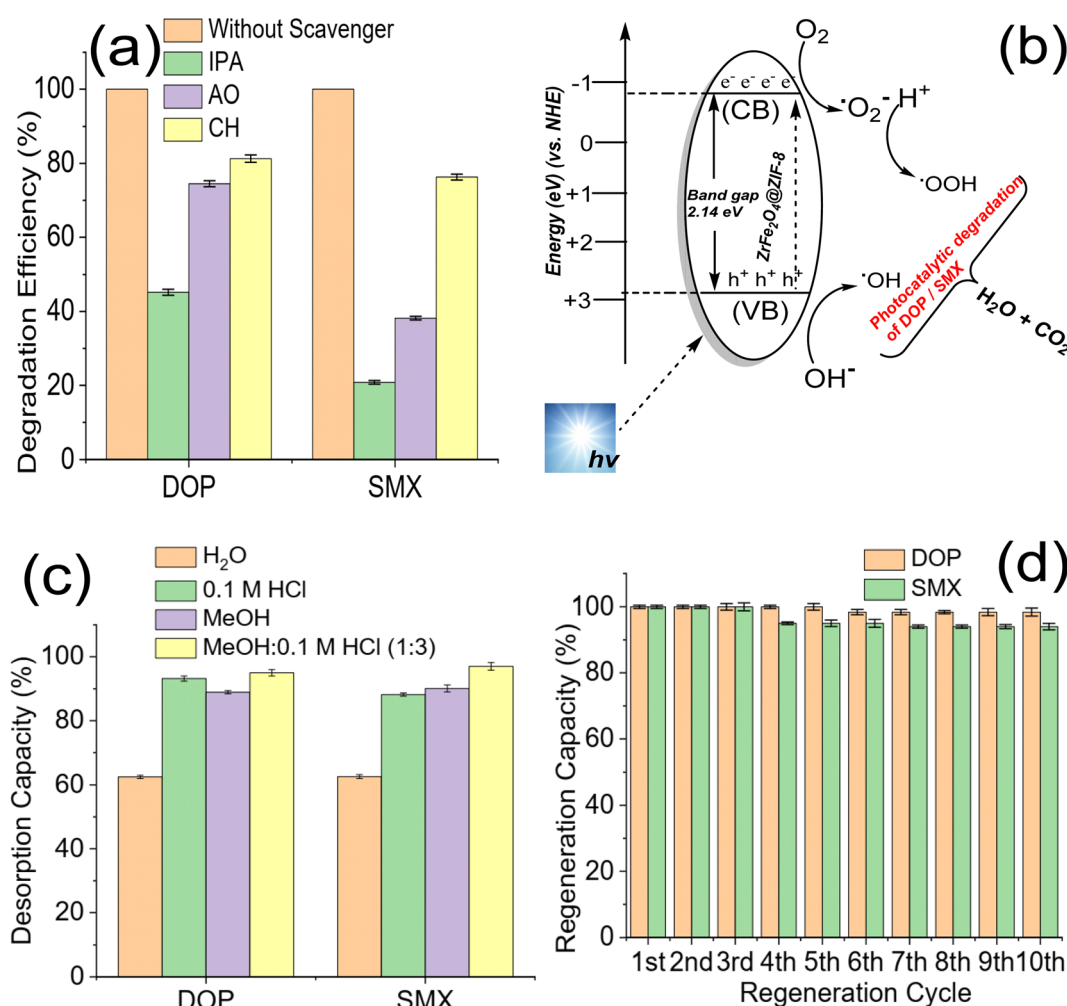 (a)
Without Scavenger
IPA
AO
CH
Degradation Efficiency (%)
100
80
60
40
20
0
DOP
SMX
(b)
Energy (eV) (vs. NHE)
-1
0
+1
+2
+3
O₂
e⁻ e⁻ e⁻ e⁻
(CB)
·O₂⁻ H⁺
·OOH
Band gap
2.14 eV
ZrFe₂O₄@ZIF-8
h⁺ h⁺ h⁺
(VB)
·OH
OH⁻
Photocatalytic degradation
of DOP / SMX
H₂O + CO₂
hv
(c)
H₂O
0.1 M HCl
MeOH
MeOH:0.1 M HCl (1:3)
Desorption Capacity (%)
100
80
60
40
20
0
DOP
SMX
(d)
DOP
SMX
Regeneration Capacity (%)
100
80
60
40
20
0
1st 2nd 3rd 4th 5th 6th 7th 8th 9th 10th
Regeneration Cycle